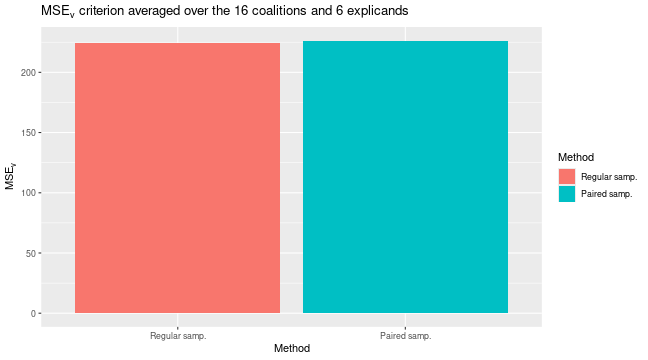 MSEᵥ criterion averaged over the 16 coalitions and 6 explicands
MSEᵥ
200
150
100
50
0
Regular samp.
Paired samp.
Method
Method
Regular samp.
Paired samp.